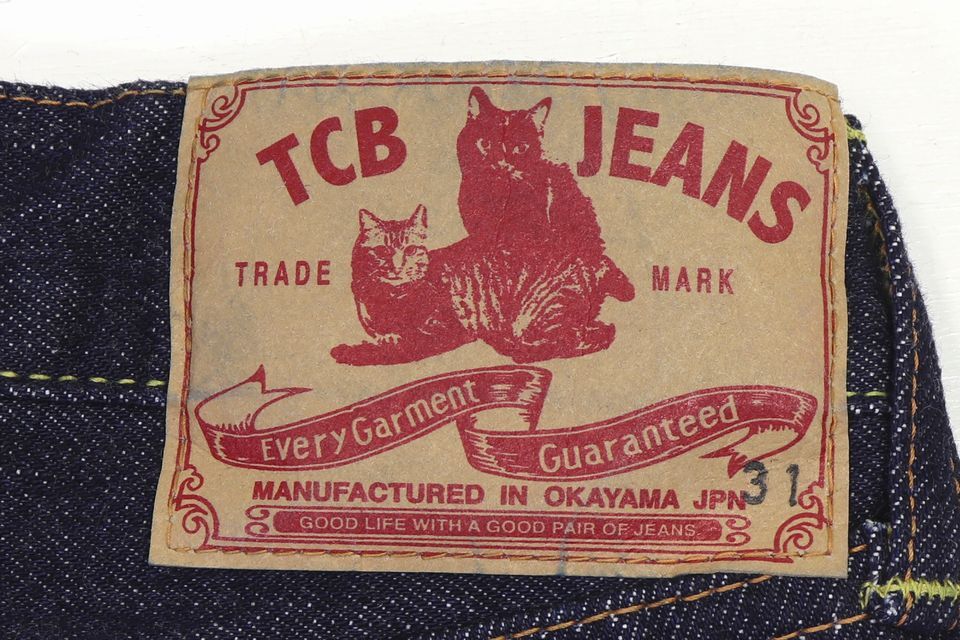 TCB JEANS
TRADE MARK
Every Garment
Guaranteed
31
MANUFACTURED IN OKAYAMA JPN
GOOD LIFE WITH A GOOD PAIR OF JEANS